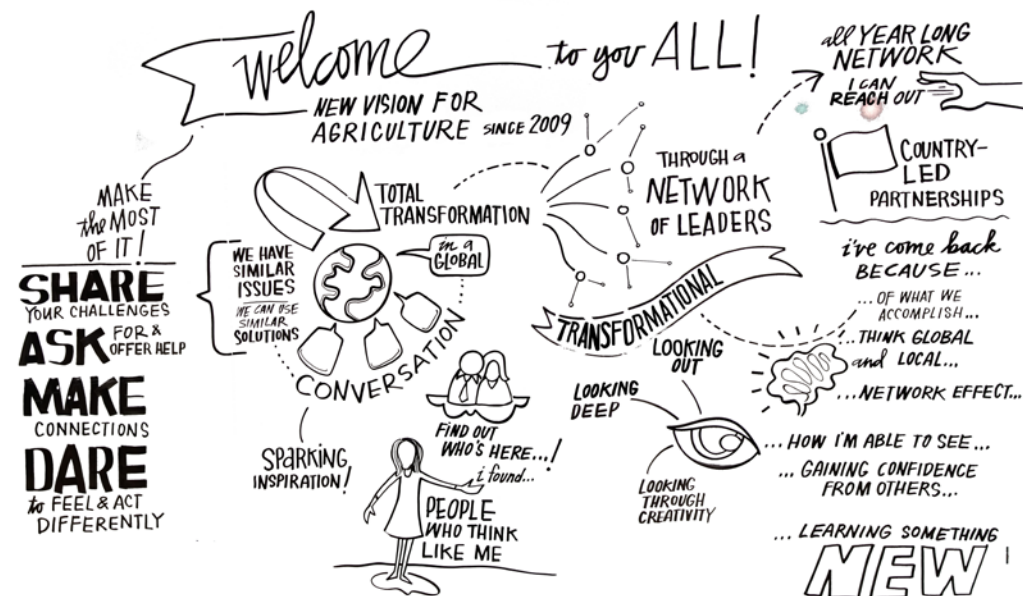 welcome to you ALL!
NEW VISION FOR
AGRICULTURE SINCE 2009
MAKE
the MOST
OF IT!
SHARE
YOUR CHALLENGES
ASK FOR &
OFFER HELP
MAKE
CONNECTIONS
DARE
to FEEL & ACT
DIFFERENTLY
TOTAL
TRANSFORMATION
in a
GLOBAL
CONVERSATION
WE HAVE
SIMILAR
ISSUES
WE CAN USE
SIMILAR
SOLUTIONS
SPARKING
INSPIRATION!
FIND OUT
WHO'S HERE...!
i found...
PEOPLE
WHO THINK
LIKE ME
THROUGH a
NETWORK
OF LEADERS
TRANSFORMATIONAL
LOOKING
OUT
LOOKING
DEEP
LOOKING
THROUGH
CREATIVITY
all YEAR LONG
NETWORK
I CAN
REACH OUT
COUNTRY-
LED
PARTNERSHIPS
i've come back
BECAUSE...
...OF WHAT WE
ACCOMPLISH...
...THINK GLOBAL
and LOCAL...
...NETWORK EFFECT...
...HOW I'M ABLE TO SEE...
...GAINING CONFIDENCE
FROM OTHERS...
...LEARNING SOMETHING
NEW